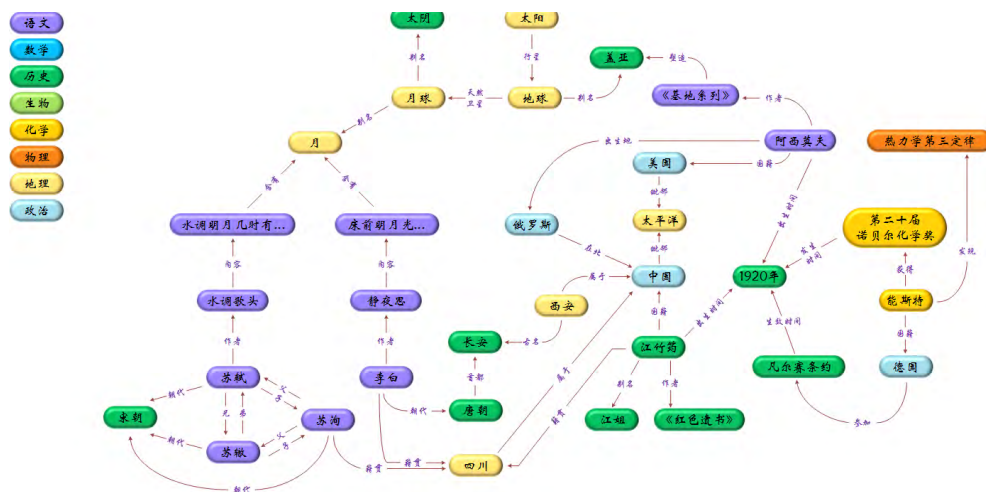 语文
数学
历史
生物
化学
物理
地理
政治
太阴
太阳
别名
行星
盖亚
塑造
月球
天然
卫星
地球
别名
《基地系列》
作者
别名
月
出生地
阿西莫夫
热力学第三定律
美国
国籍
含有
毗邻
水调明月几时有...
床前明月光...
俄罗斯
太平洋
出生时间
第二十届
诺贝尔化学奖
发现
内容
内容
在北
毗邻
发生
时间
获得
属于
中国
1920年
水调歌头
静夜思
西安
能斯特
国籍
出生时间
生效时间
国籍
作者
作者
长安
古名
江竹筠
凡尔赛条约
德国
苏轼
李白
首都
属于
别名
作者
朝代
父
子
兄
弟
宋朝
苏洵
朝代
唐朝
江姐
《红色遗书》
参加
朝代
父
子
苏辙
籍贯
籍贯
籍贯
四川
朝代